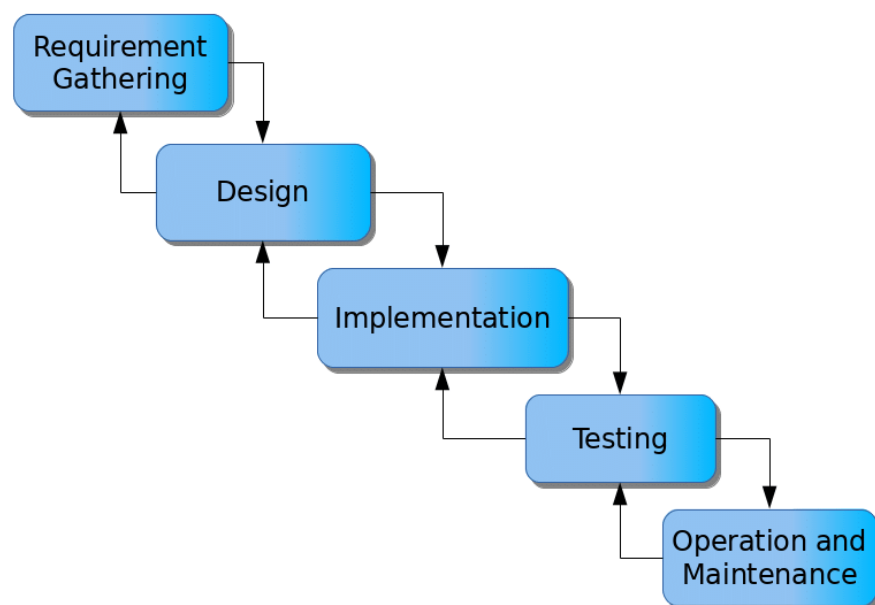 Requirement
Gathering
Design
Implementation
Testing
Operation and
Maintenance